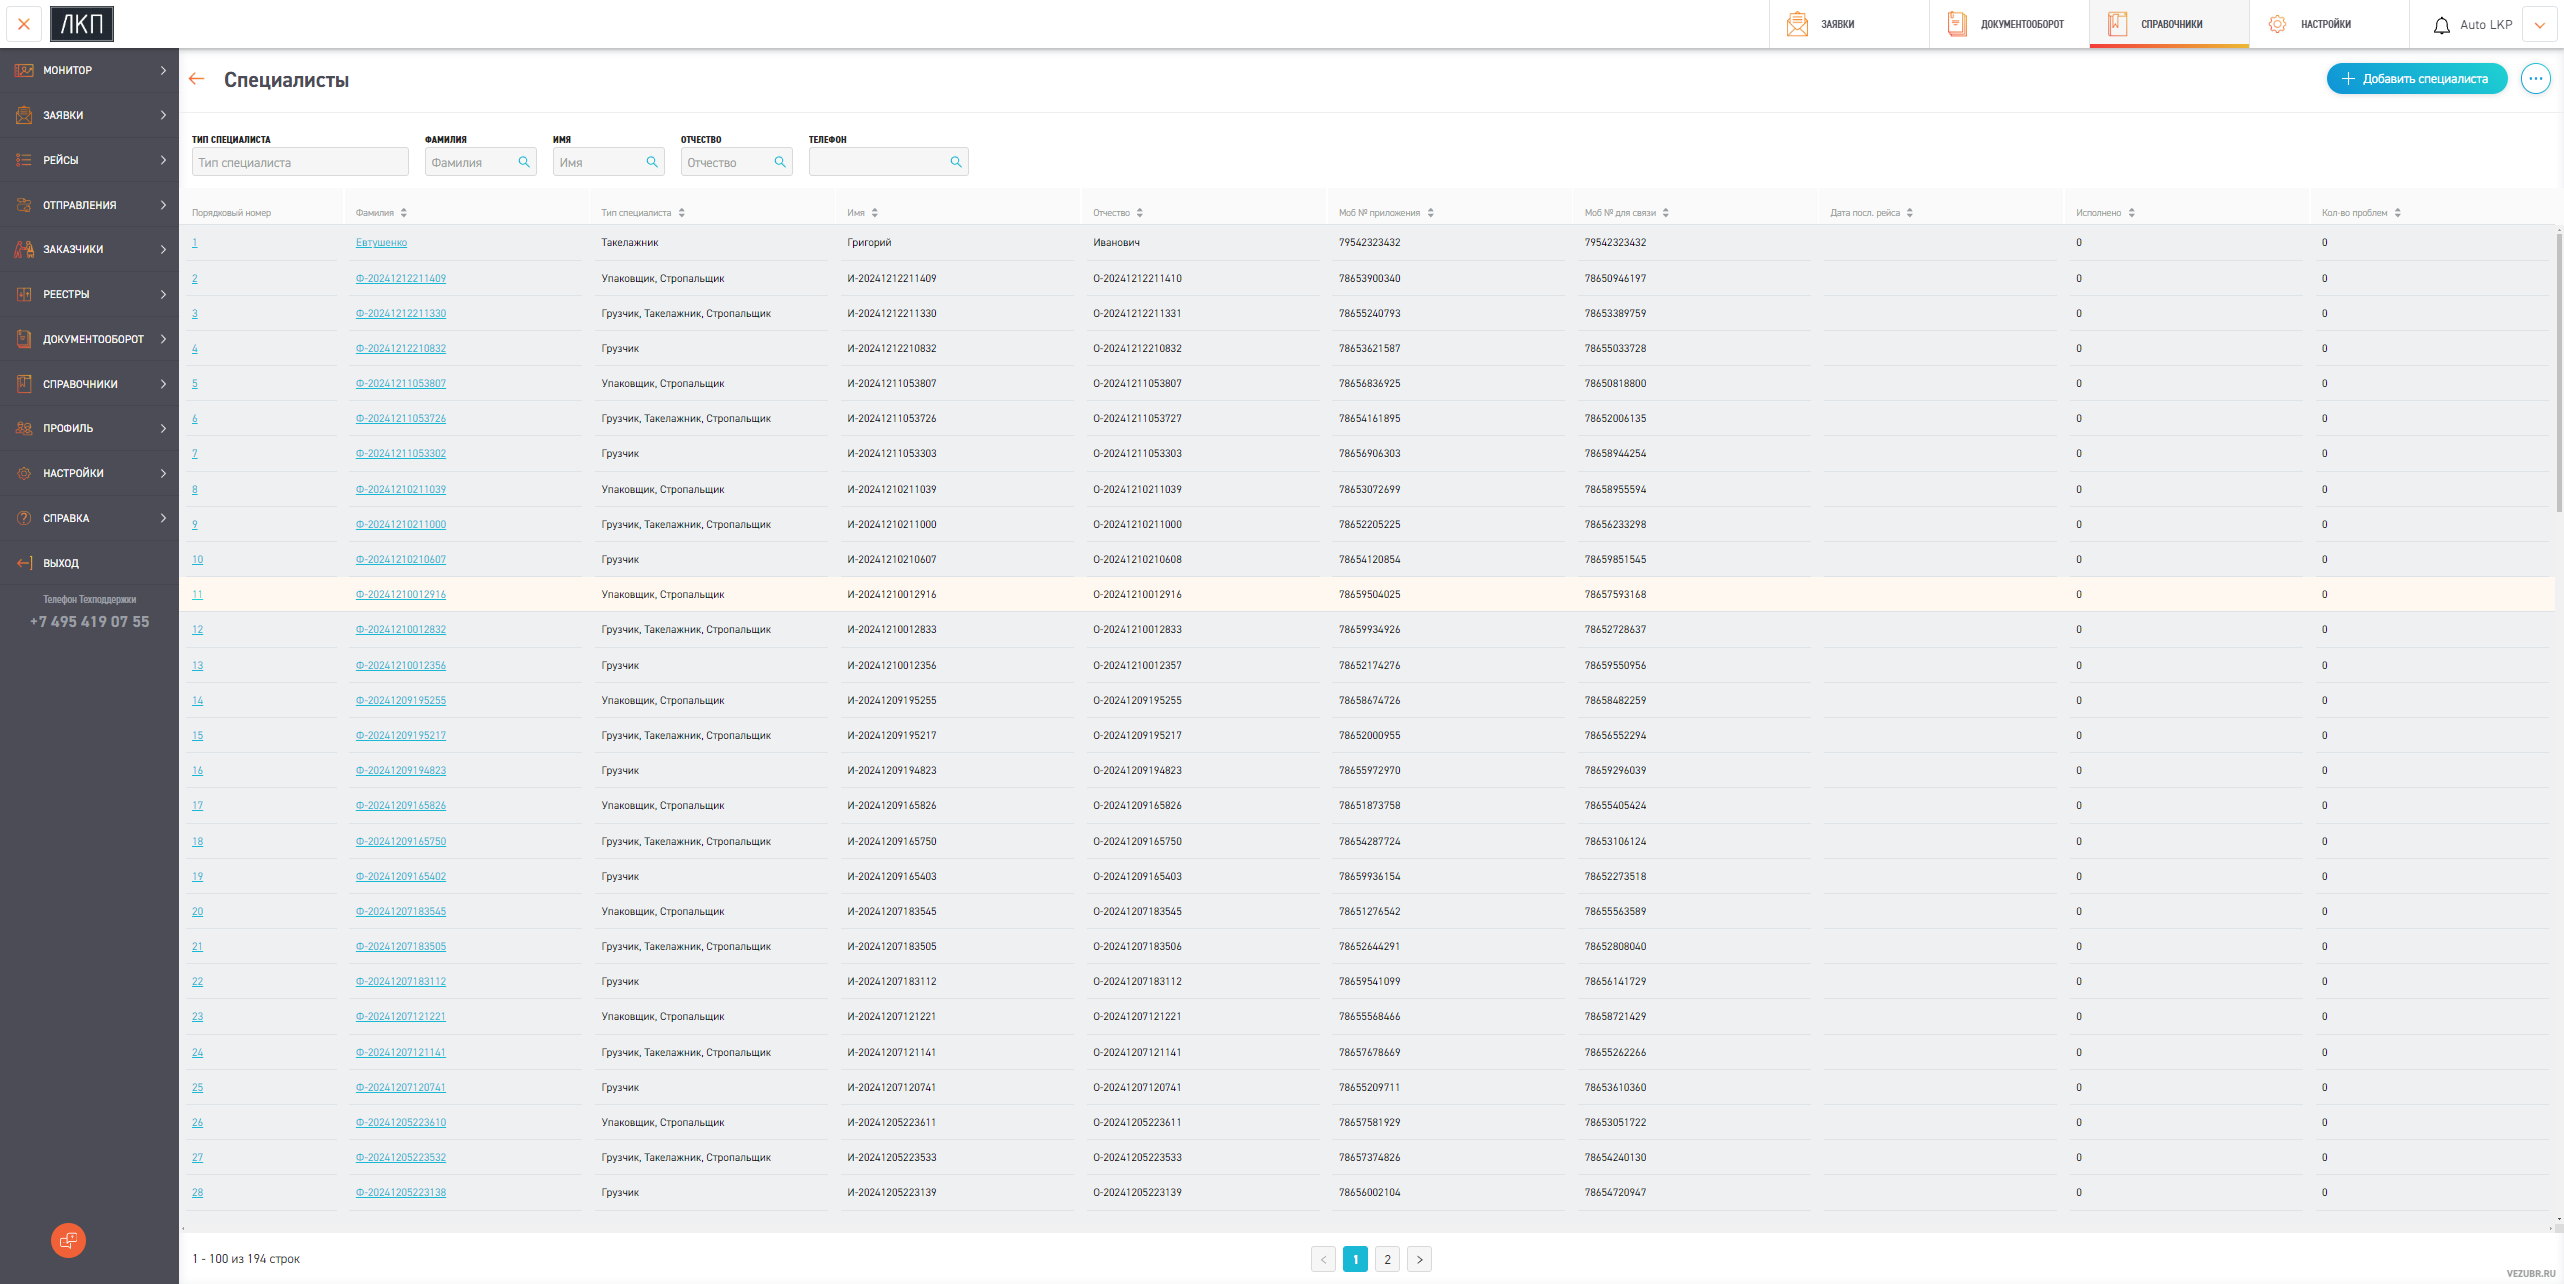 ЛКП
ЗАЯВКИ
ДОКУМЕНТООБОРОТ
СПРАВОЧНИКИ
НАСТРОЙКИ
Auto LKP
МОНИТОР
ЗАЯВКИ
РЕЙСЫ
ОТПРАВЛЕНИЯ
ЗАКАЗЧИКИ
РЕЕСТРЫ
ДОКУМЕНТООБОРОТ
СПРАВОЧНИКИ
ПРОФИЛЬ
НАСТРОЙКИ
СПРАВКА
ВЫХОД
Телефон Техподдержки
+7 495 419 07 55
Специалисты
Добавить специалиста
ТИП СПЕЦИАЛИСТА ФАМИЛИЯ ИМЯ ОТЧЕСТВО ТЕЛЕФОН
Тип специалиста Фамилия Имя Отчество
Порядковый номер Фамилия Тип специалиста Имя Отчество Моб № приложения Моб № для связи Дата посл. рейса Исполнено Кол-во проблем
1 Евтушенко Такелажник Григорий Иванович 79542323432 79542323432 0 0
2 Ф-20241212211409 Упаковщик, Стропальщик И-20241212211409 О-20241212211410 78653900340 78650946197 0 0
3 Ф-20241212211330 Грузчик, Такелажник, Стропальщик И-20241212211330 О-20241212211331 78655240793 78653389759 0 0
4 Ф-20241212210832 Грузчик И-20241212210832 О-20241212210832 78653621587 78655033728 0 0
5 Ф-20241211053807 Упаковщик, Стропальщик И-20241211053807 О-20241211053807 78656836925 78650818800 0 0
6 Ф-20241211053726 Грузчик, Такелажник, Стропальщик И-20241211053726 О-20241211053727 78654161895 78652006135 0 0
7 Ф-20241211053302 Грузчик И-20241211053303 О-20241211053303 78656906303 78658944254 0 0
8 Ф-20241210211039 Упаковщик, Стропальщик И-20241210211039 О-20241210211039 78653072699 78658955594 0 0
9 Ф-20241210211000 Грузчик, Такелажник, Стропальщик И-20241210211000 О-20241210211000 78652205225 78656233298 0 0
10 Ф-20241210210607 Грузчик И-20241210210607 О-20241210210608 78654120854 78659851545 0 0
11 Ф-20241210012916 Упаковщик, Стропальщик И-20241210012916 О-20241210012916 78659504025 78657593168 0 0
12 Ф-20241210012832 Грузчик, Такелажник, Стропальщик И-20241210012833 О-20241210012833 78659934926 78652728637 0 0
13 Ф-20241210012356 Грузчик И-20241210012356 О-20241210012357 78652174276 78659550956 0 0
14 Ф-20241209195255 Упаковщик, Стропальщик И-20241209195255 О-20241209195255 78658674726 78658482259 0 0
15 Ф-20241209195217 Грузчик, Такелажник, Стропальщик И-20241209195217 О-20241209195217 78652000955 78656552294 0 0
16 Ф-20241209194823 Грузчик И-20241209194823 О-20241209194823 78655972970 78659296039 0 0
17 Ф-20241209165826 Упаковщик, Стропальщик И-20241209165826 О-20241209165826 78651873758 78655405424 0 0
18 Ф-20241209165750 Грузчик, Такелажник, Стропальщик И-20241209165750 О-20241209165750 78654287724 78653106124 0 0
19 Ф-20241209165402 Грузчик И-20241209165403 О-20241209165403 78659936154 78652273518 0 0
20 Ф-20241207183545 Упаковщик, Стропальщик И-20241207183545 О-20241207183545 78651276542 78655563589 0 0
21 Ф-20241207183505 Грузчик, Такелажник, Стропальщик И-20241207183505 О-20241207183506 78652644291 78652808040 0 0
22 Ф-20241207183112 Грузчик И-20241207183112 О-20241207183112 78659541099 78656141729 0 0
23 Ф-20241207121221 Упаковщик, Стропальщик И-20241207121221 О-20241207121221 78655568466 78658721429 0 0
24 Ф-20241207121141 Грузчик, Такелажник, Стропальщик И-20241207121141 О-20241207121141 78657678669 78655262266 0 0
25 Ф-20241207120741 Грузчик И-20241207120741 О-20241207120741 78655209711 78653610360 0 0
26 Ф-20241205223610 Упаковщик, Стропальщик И-20241205223611 О-20241205223611 78657581929 78653051722 0 0
27 Ф-20241205223532 Грузчик, Такелажник, Стропальщик И-20241205223533 О-20241205223533 78657374826 78654240130 0 0
28 Ф-20241205223138 Грузчик И-20241205223139 О-20241205223139 78656002104 78654720947 0 0
1 - 100 из 194 строк
< 1 2 >
VEZUBR.RU